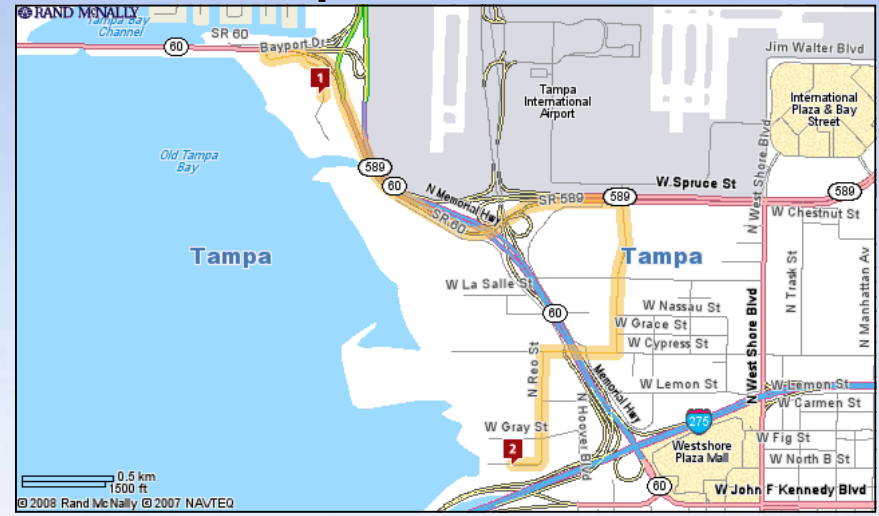 RAND McNALLY
Tampa Bay
Channel
SR 60
60
Bayport Dr
Jim Walter Blvd
1
Tampa
International
Airport
International
Plaza & Bay
Street
Old Tampa
Bay
589
60
N Memorial Hwy
SR 60
SR 589
589
W Spruce St
N West Shore Blvd
589
W Chestnut St
Tampa
Tampa
W La Salle St
N Trask St
N Manhattan Av
60
W Nassau St
W Grace St
W Cypress St
N West Shore Blvd
N Reo St
Memorial Hwy
W Lemon St
W Lemon St
N Hoover Blvd
W Carmen St
275
W Gray St
2
Westshore
Plaza Mall
W Fig St
W North B St
0.5 km
1500 ft
60
W John F Kennedy Blvd
© 2008 Rand McNally © 2007 NAVTEQ